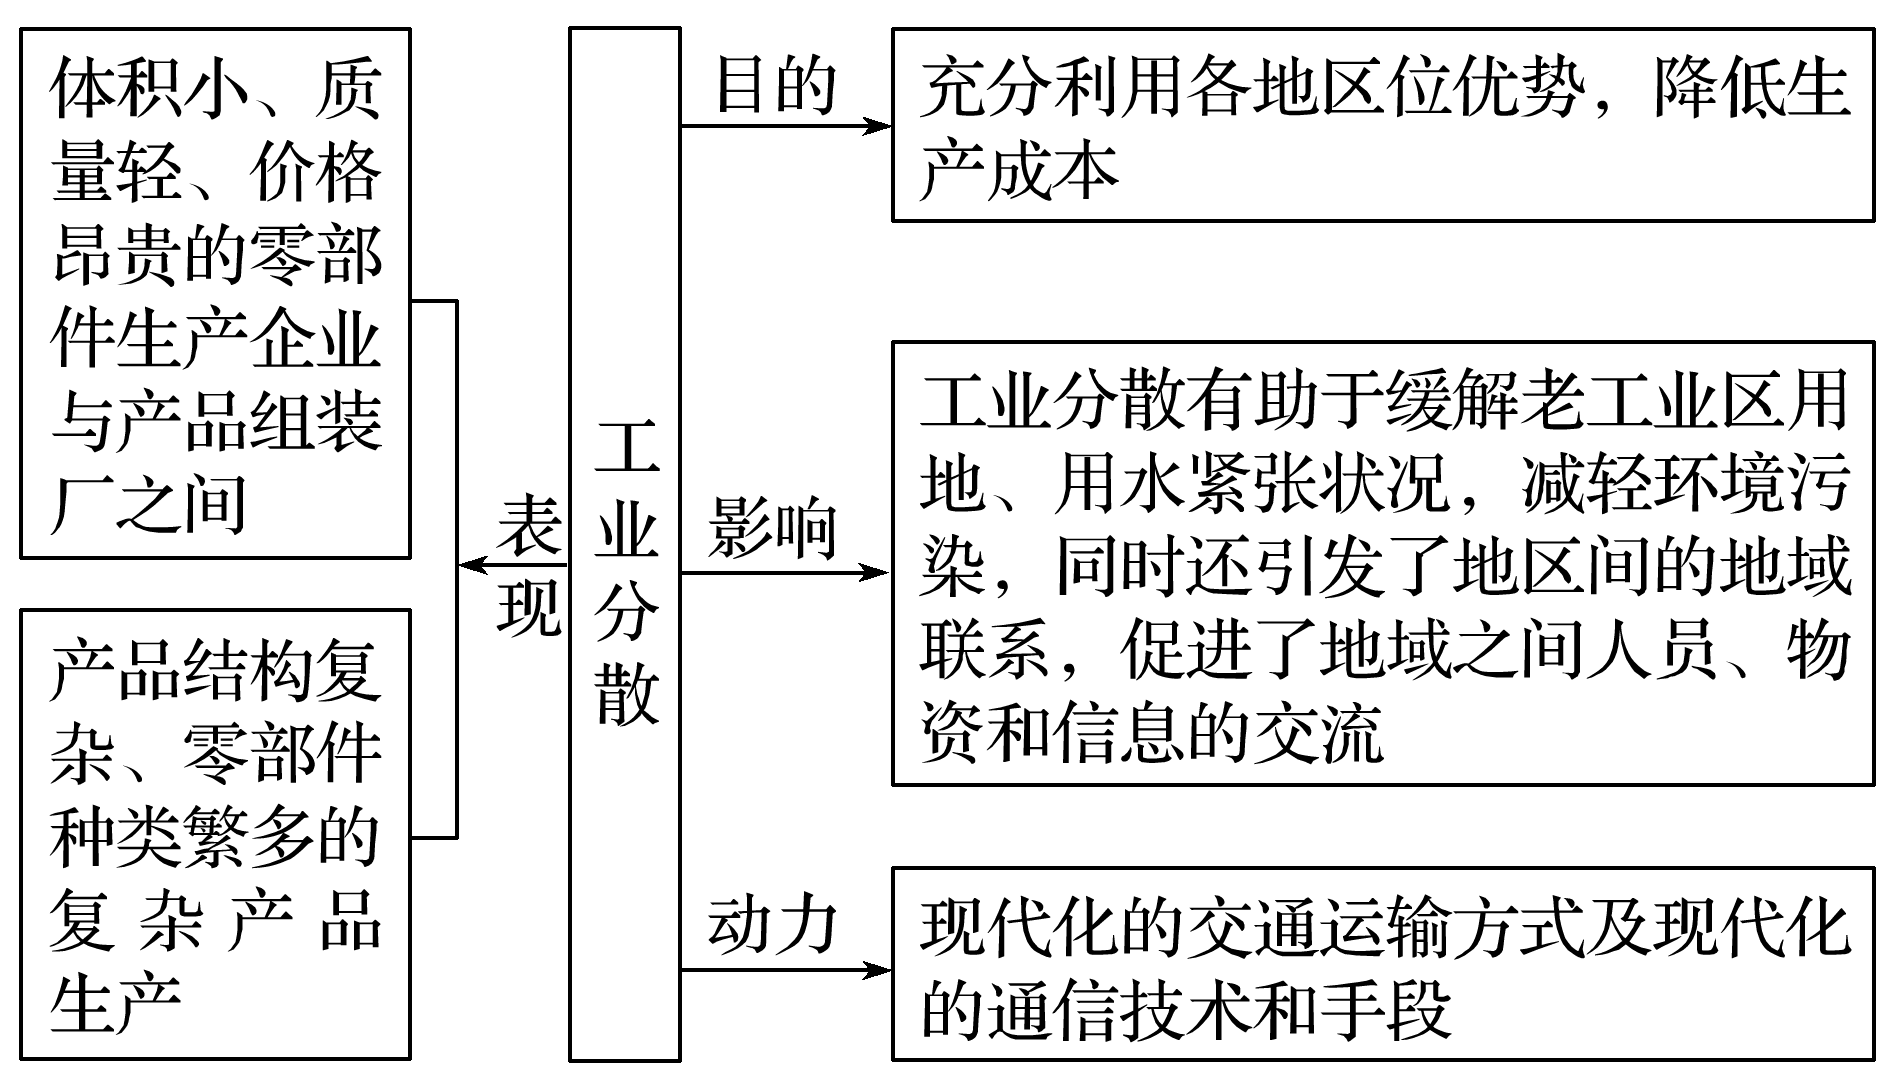 体积小、质
量轻、价格
昂贵的零部
件生产企业
与产品组装
厂之间
产品结构复
杂、零部件
种类繁多的
复杂产品
生产
表现
工业分散
目的
充分利用各地区位优势，降低生
产成本
影响
工业分散有助于缓解老工业区用
地、用水紧张状况，减轻环境污
染，同时还引发了地区间的地域
联系，促进了地域之间人员、物
资和信息的交流
动力
现代化的交通运输方式及现代化
的通信技术和手段